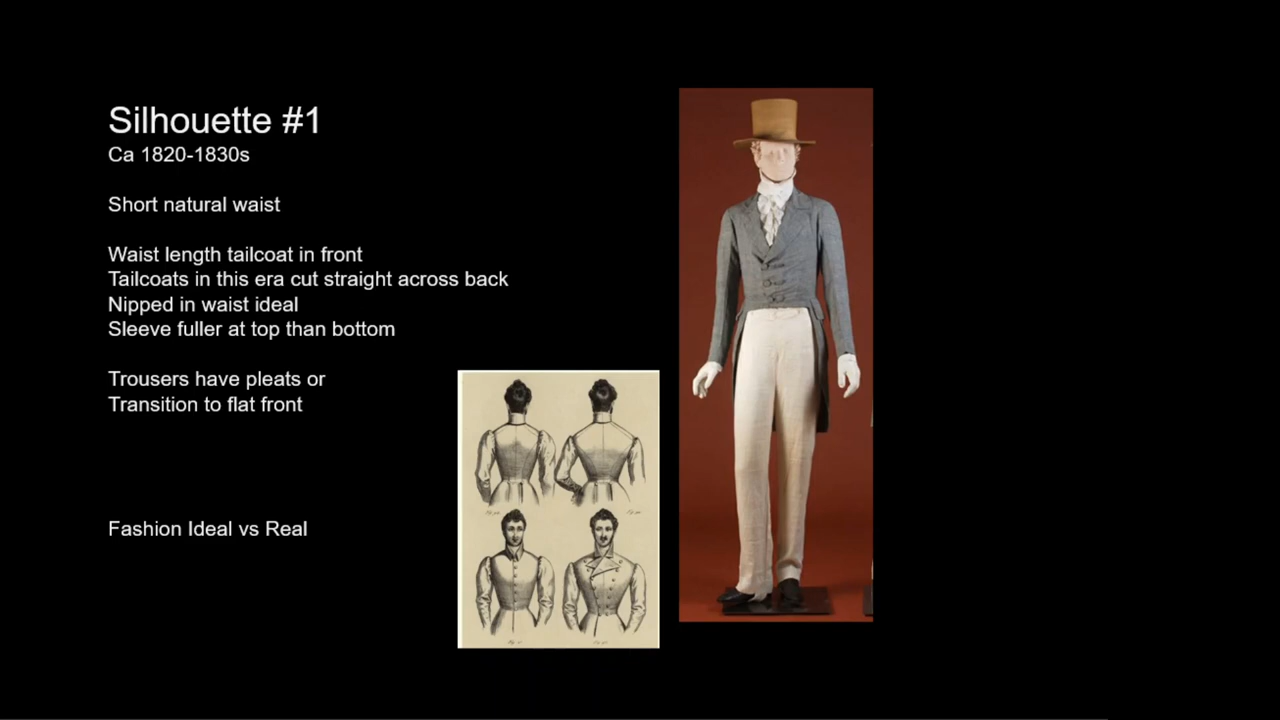 Silhouette #1
Ca 1820-1830s
Short natural waist
Waist length tailcoat in front
Tailcoats in this era cut straight across back
Nipped in waist ideal
Sleeve fuller at top than bottom
Trousers have pleats or
Transition to flat front
Fashion Ideal vs Real